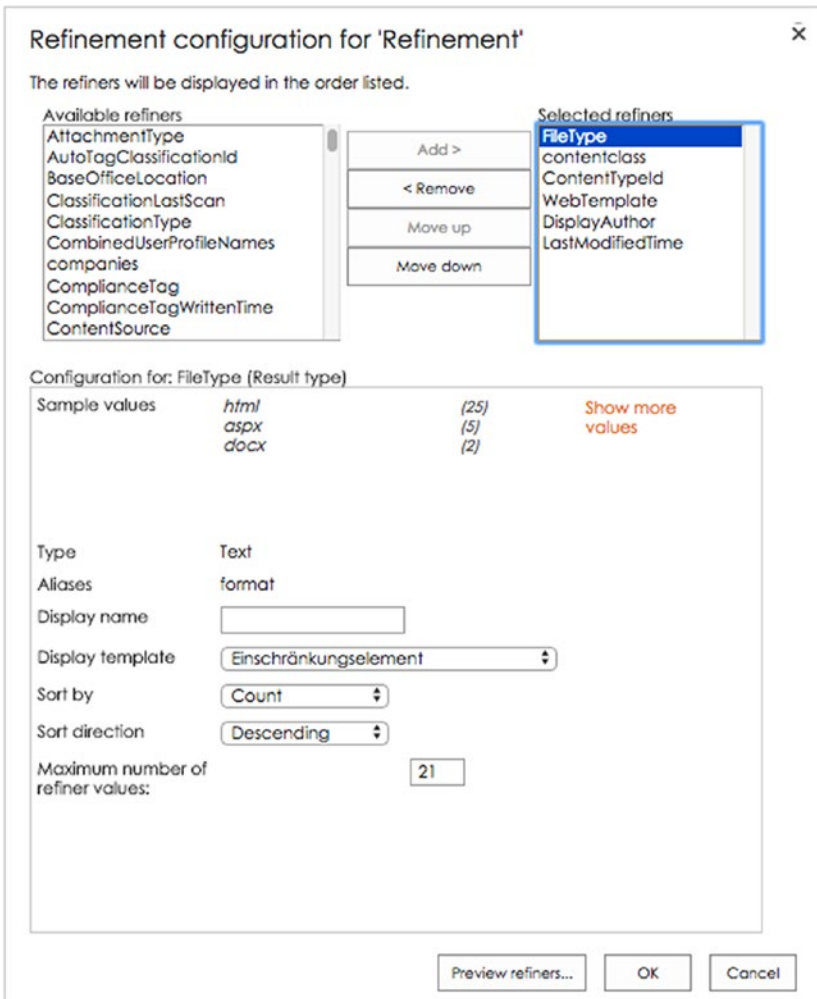 Refinement configuration for 'Refinement'
The refiners will be displayed in the order listed.
Available refiners
AttachmentType
AutoTagClassificationId
BaseOfficeLocation
ClassificationLastScan
ClassificationType
CombinedUserProfileNames
companies
ComplianceTag
ComplianceTagWrittenTime
ContentSource
Add >
< Remove
Move up
Move down
Selected refiners
FileType
contentclass
ContentTypeId
WebTemplate
DisplayAuthor
LastModifiedTime
Configuration for: FileType (Result type)
Sample values html (25) Show more
aspx (5) values
docx (2)
Type Text
Aliases format
Display name
Display template Einschränkungselement
Sort by Count
Sort direction Descending
Maximum number of 21
refiner values:
Preview refiners... OK Cancel